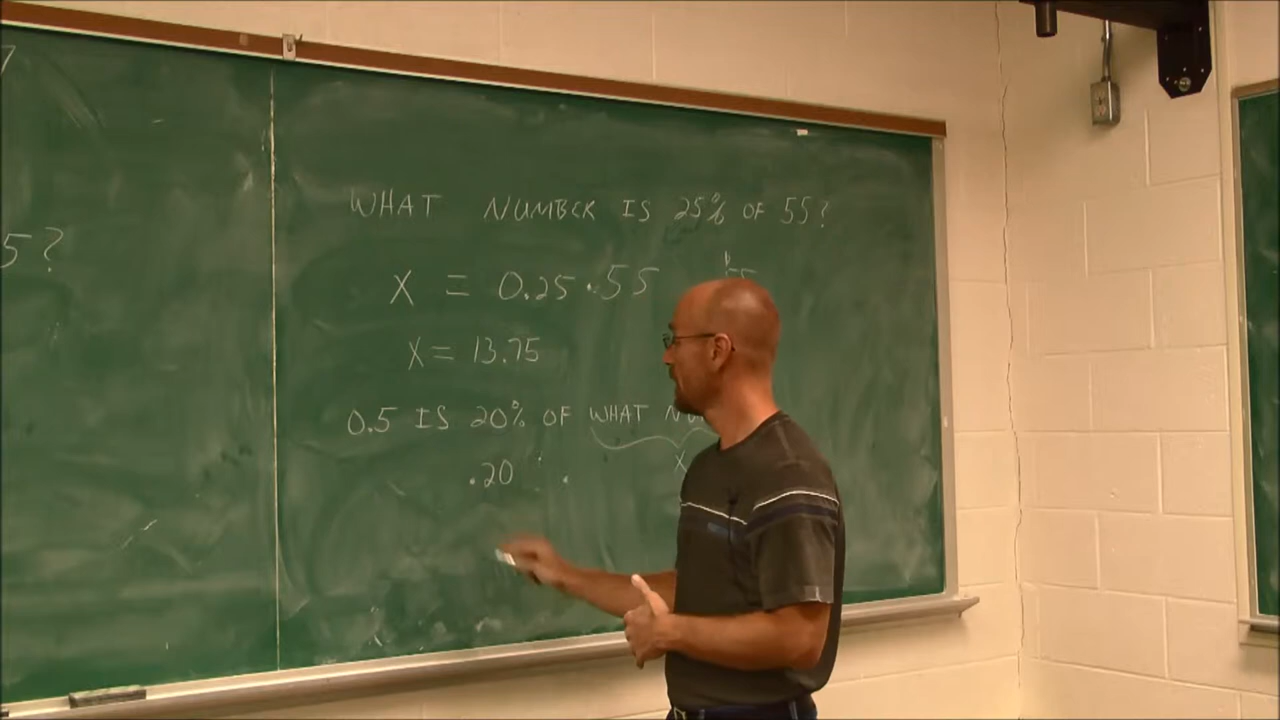 5?
WHAT NUMBER IS 25% OF 55?
X = 0.25 · 55
X = 13.75
0.5 IS 20% OF WHAT
.20 · X